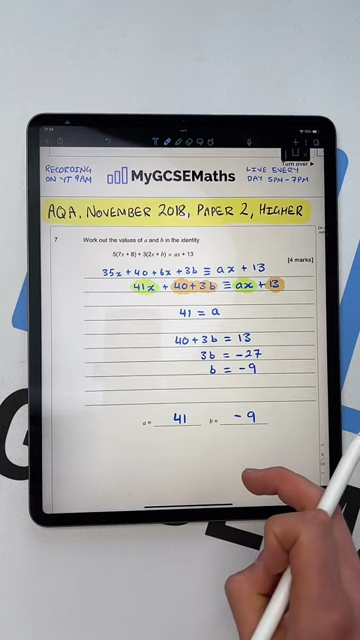 Turn over ▶
RECORDING
ON YT 9AM
MyGCSEMaths
LIVE EVERY
DAY 5PM - 7PM
AQA, NOVEMBER 2018, PAPER 2, HIGHER
7 Work out the values of a and b in the identity
5(7x + 8) + 3(2x + b) ≡ ax + 13
[4 marks]
35x + 40 + 6x + 3b ≡ ax + 13
41x + 40 + 3b ≡ ax + 13
41 = a
40 + 3b = 13
3b = -27
b = -9
a = 41 b = -9